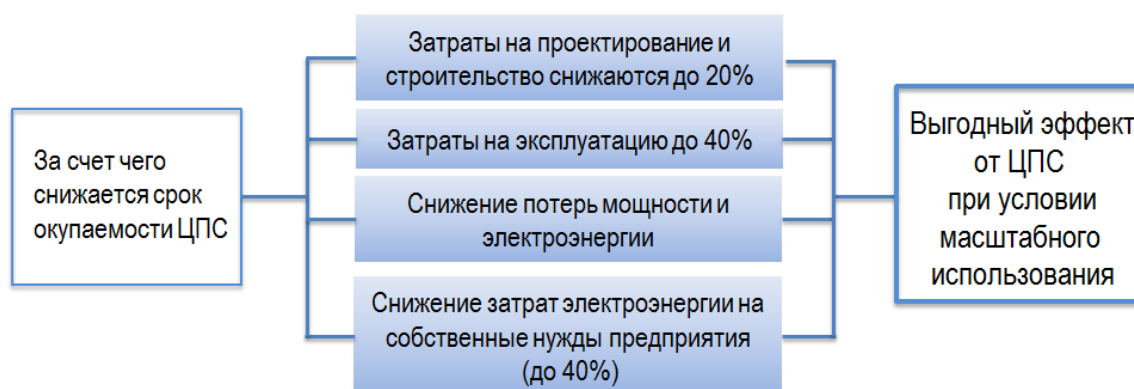 За счет чего
снижается срок
окупаемости ЦПС
Затраты на проектирование и
строительство снижаются до 20%
Затраты на эксплуатацию до 40%
Снижение потерь мощности и
электроэнергии
Снижение затрат электроэнергии на
собственные нужды предприятия
(до 40%)
Выгодный эффект
от ЦПС
при условии
масштабного
использования